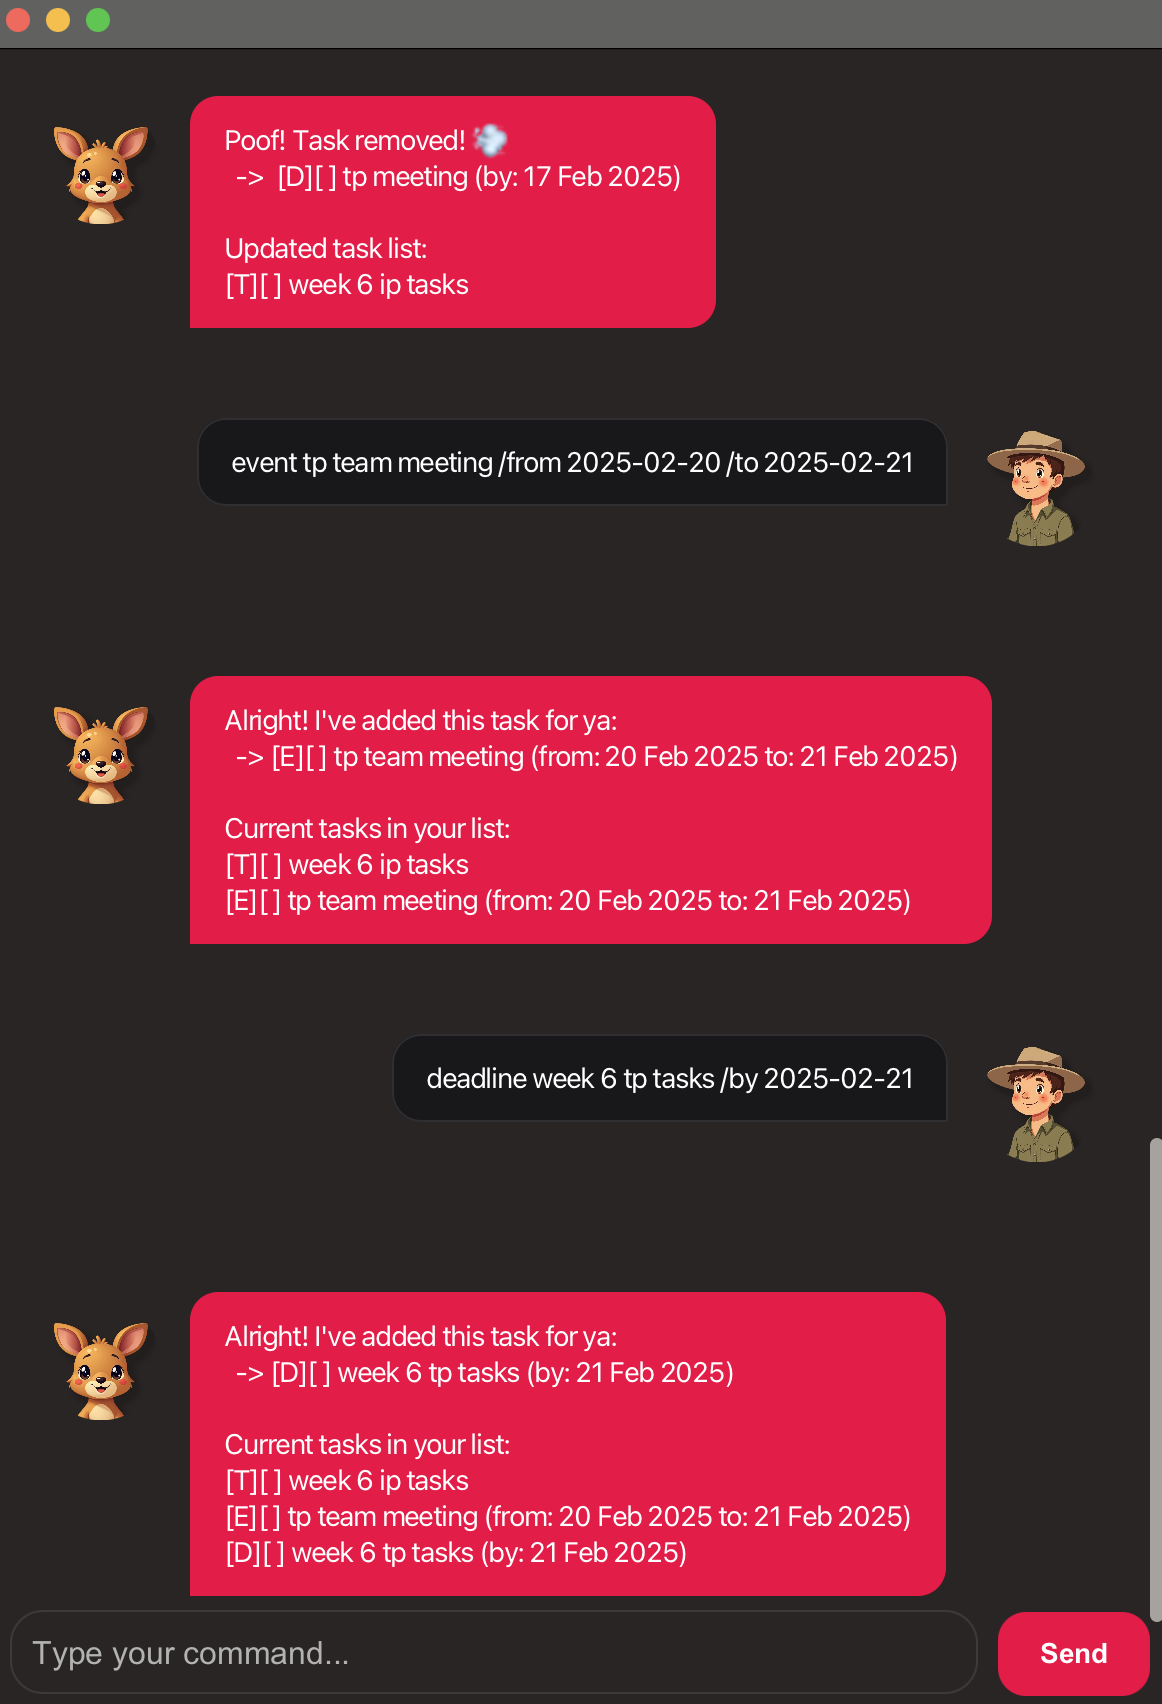 Poof! Task removed! 💨
-> [D][ ] tp meeting (by: 17 Feb 2025)
Updated task list:
[T][ ] week 6 ip tasks
event tp team meeting /from 2025-02-20 /to 2025-02-21
Alright! I've added this task for ya:
-> [E][ ] tp team meeting (from: 20 Feb 2025 to: 21 Feb 2025)
Current tasks in your list:
[T][ ] week 6 ip tasks
[E][ ] tp team meeting (from: 20 Feb 2025 to: 21 Feb 2025)
deadline week 6 tp tasks /by 2025-02-21
Alright! I've added this task for ya:
-> [D][ ] week 6 tp tasks (by: 21 Feb 2025)
Current tasks in your list:
[T][ ] week 6 ip tasks
[E][ ] tp team meeting (from: 20 Feb 2025 to: 21 Feb 2025)
[D][ ] week 6 tp tasks (by: 21 Feb 2025)
Type your command...
Send